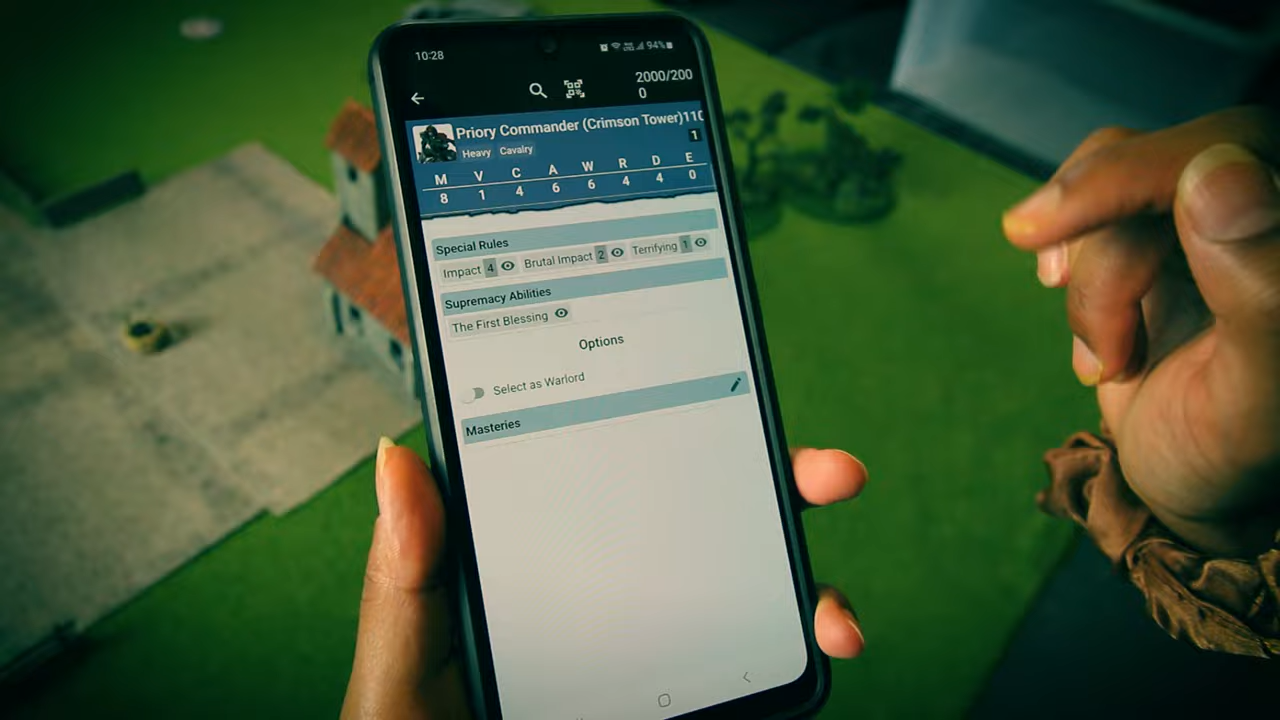 10:28 94%
2000/200
0
Priory Commander (Crimson Tower)110
Heavy Cavalry 1
M V C A W R D E
8 1 4 6 6 4 4 0
Special Rules
Impact 4 Brutal Impact 2 Terrifying 1
Supremacy Abilities
The First Blessing
Options
Select as Warlord
Masteries